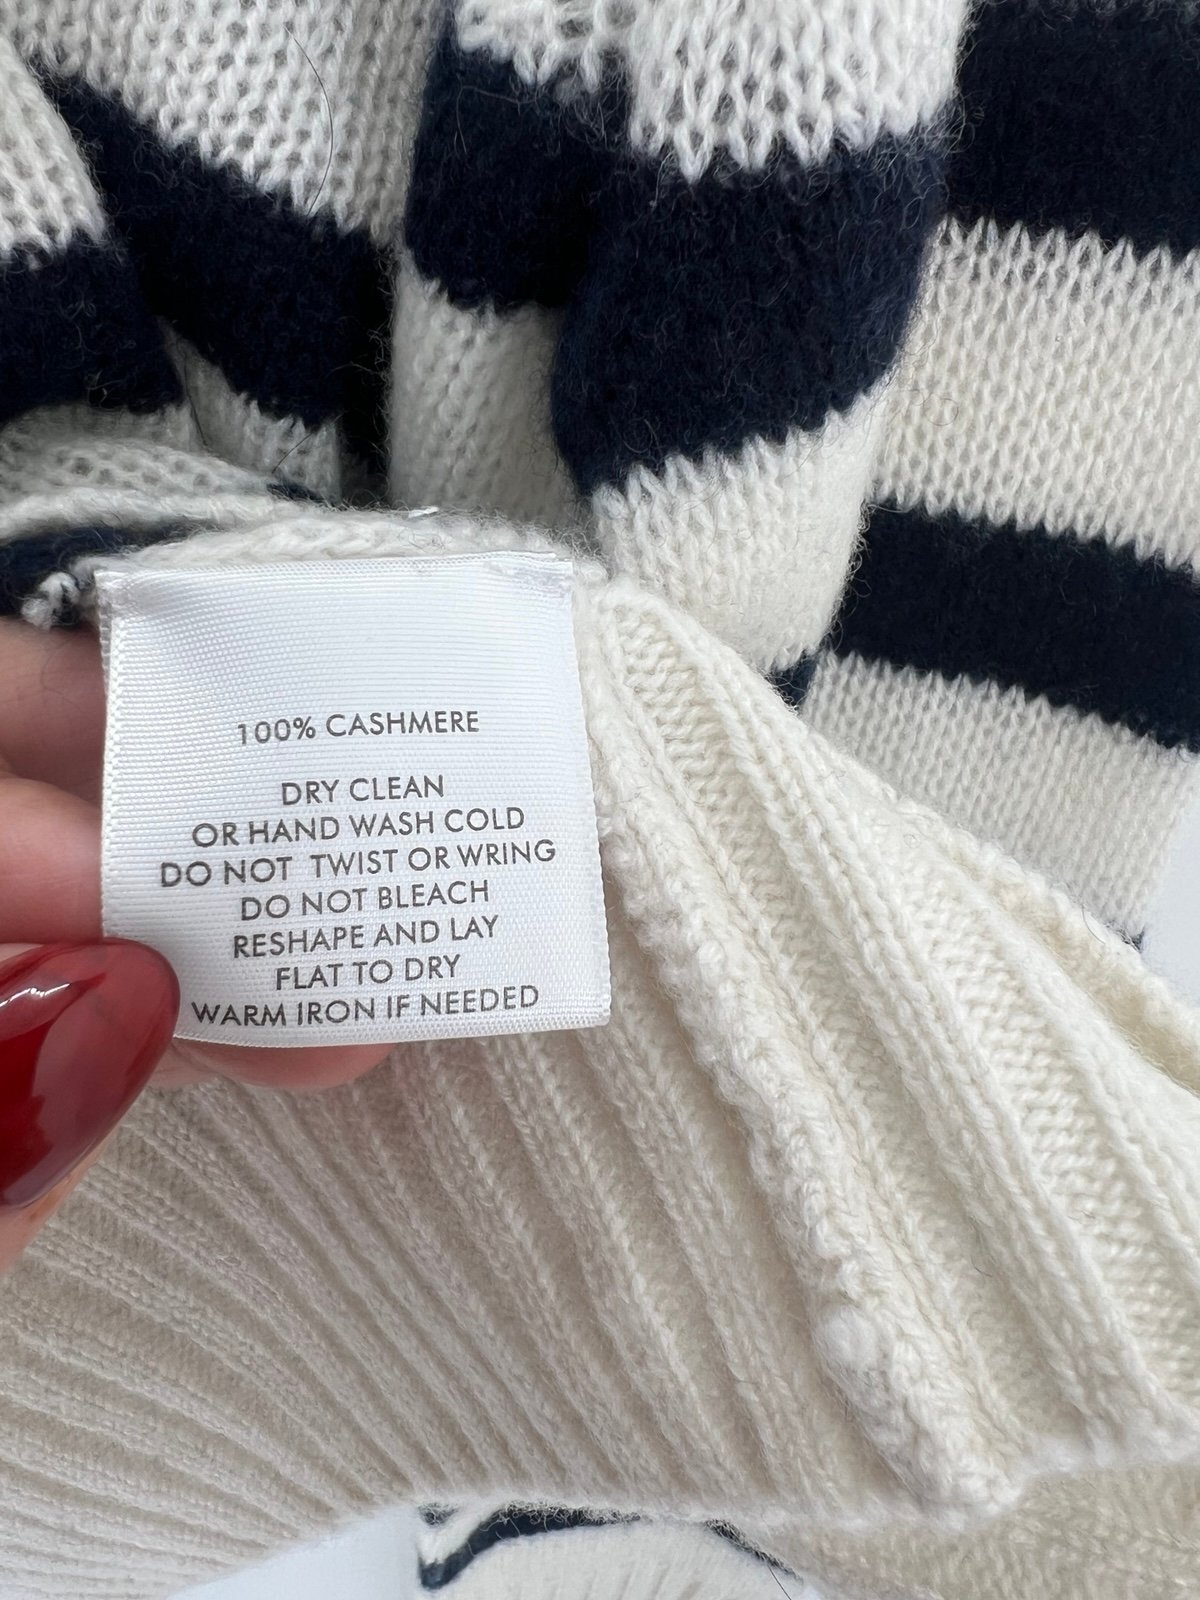 100% CASHMERE
DRY CLEAN
OR HAND WASH COLD
DO NOT TWIST OR WRING
DO NOT BLEACH
RESHAPE AND LAY
FLAT TO DRY
WARM IRON IF NEEDED